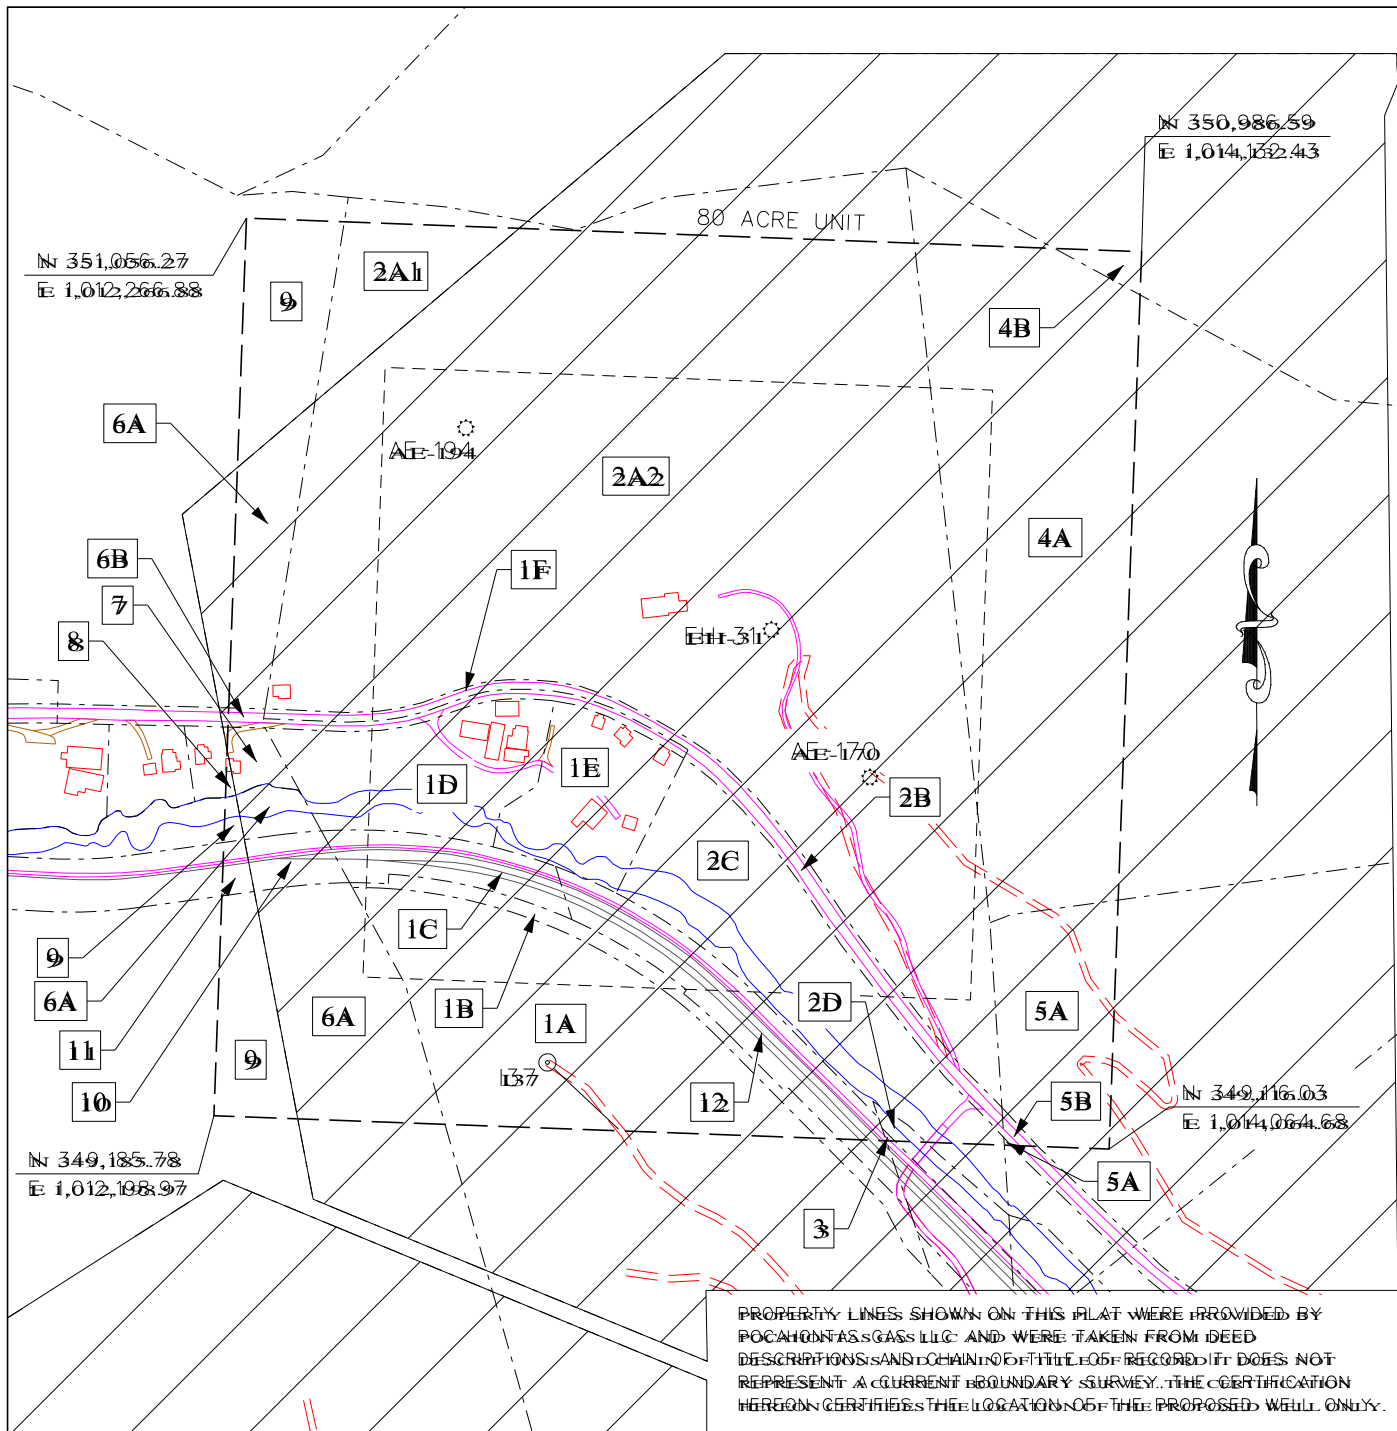 N 350,986.59
E 1,014,132.43
80 ACRE UNIT
N 351,056.27
E 1,012,266.88
2A1
9
4B
6A
AE-194
2A2
4A
6B
1F
7
8
EH-31
AE-170
1E
1D
2B
2C
1C
9
6A
1B
6A
1A
2D
5A
11
9
137
10
12
5B
N 349,116.03
E 1,014,064.68
N 349,185.78
E 1,012,198.97
5A
3
PROPERTY LINES SHOWN ON THIS PLAT WERE PROVIDED BY
POCAHONTAS GAS LLC AND WERE TAKEN FROM DEED
DESCRIPTIONS AND CHAIN OF TITLE OF RECORD IT DOES NOT
REPRESENT A CURRENT BOUNDARY SURVEY. THE CERTIFICATION
HEREON CERTIFIES THE LOCATION OF THE PROPOSED WELL ONLY.